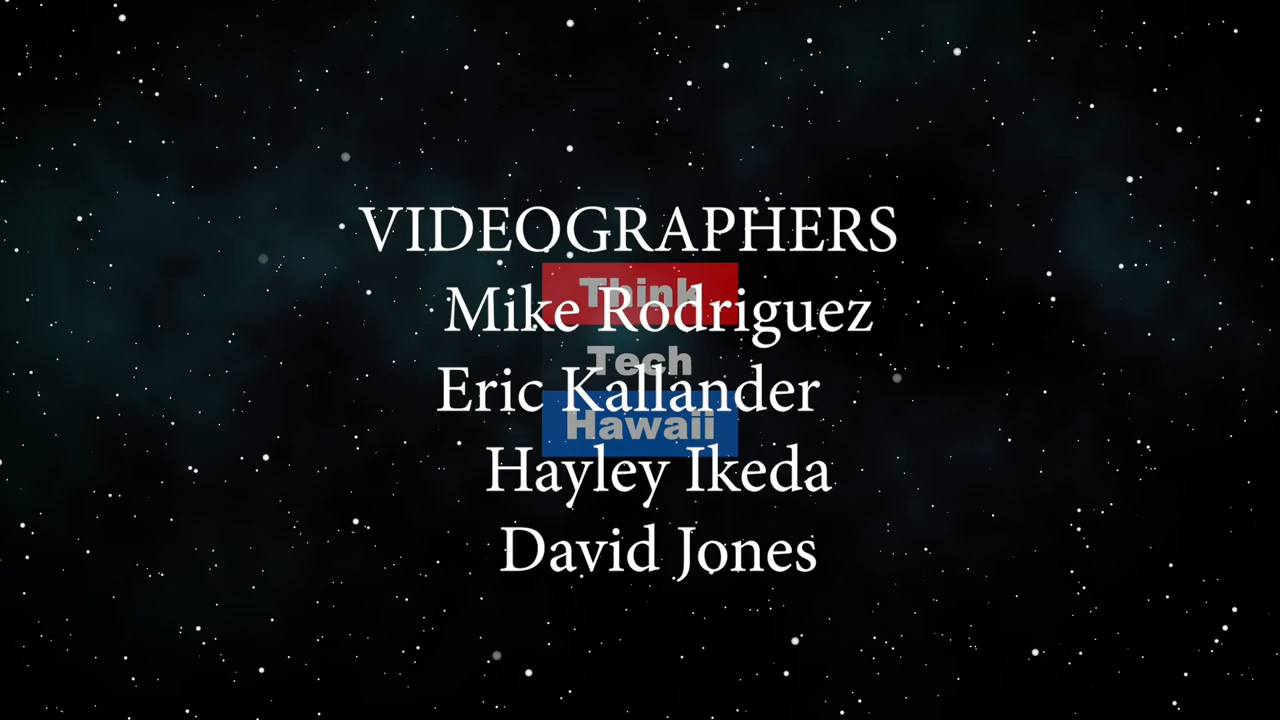 VIDEOGRAPHERS
Think
Mike Rodriguez
Tech
Eric Kallander
Hawaii
Hayley Ikeda
David Jones